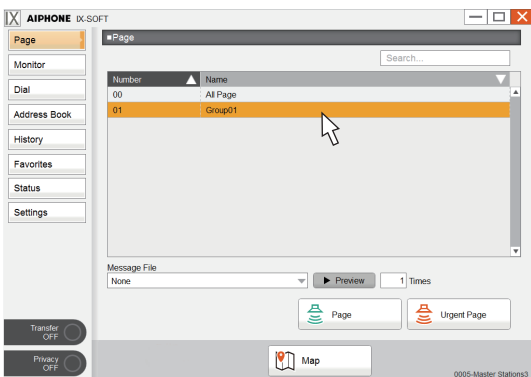 AIPHONE IX-SOFT
Page
Monitor
Dial
Address Book
History
Favorites
Status
Settings
Transfer
OFF
Privacy
OFF
■Page
Search...
Number Name
00 All Page
01 Group01
Message File
None Preview 1 Times
Page Urgent Page
Map
0005-Master Stations3